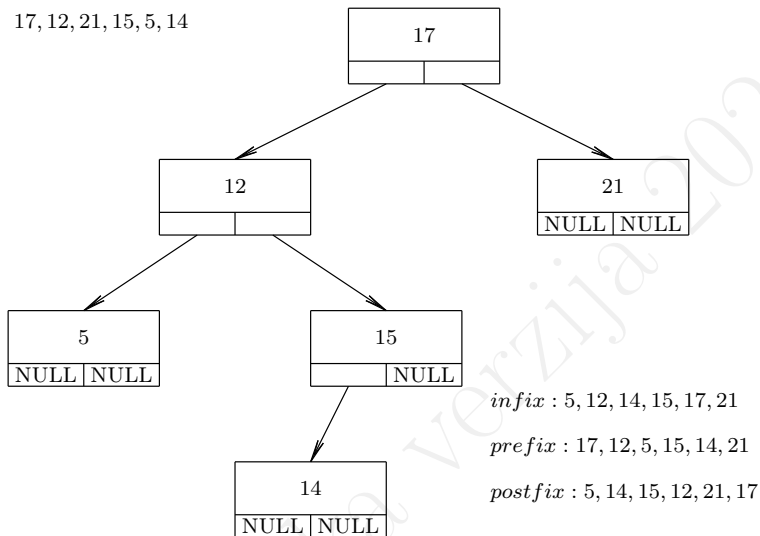 17, 12, 21, 15, 5, 14
17
12
21
NULL NULL
5
15
NULL NULL
NULL
infix : 5, 12, 14, 15, 17, 21
prefix : 17, 12, 5, 15, 14, 21
postfix : 5, 14, 15, 12, 21, 17
14
NULL NULL
verzija